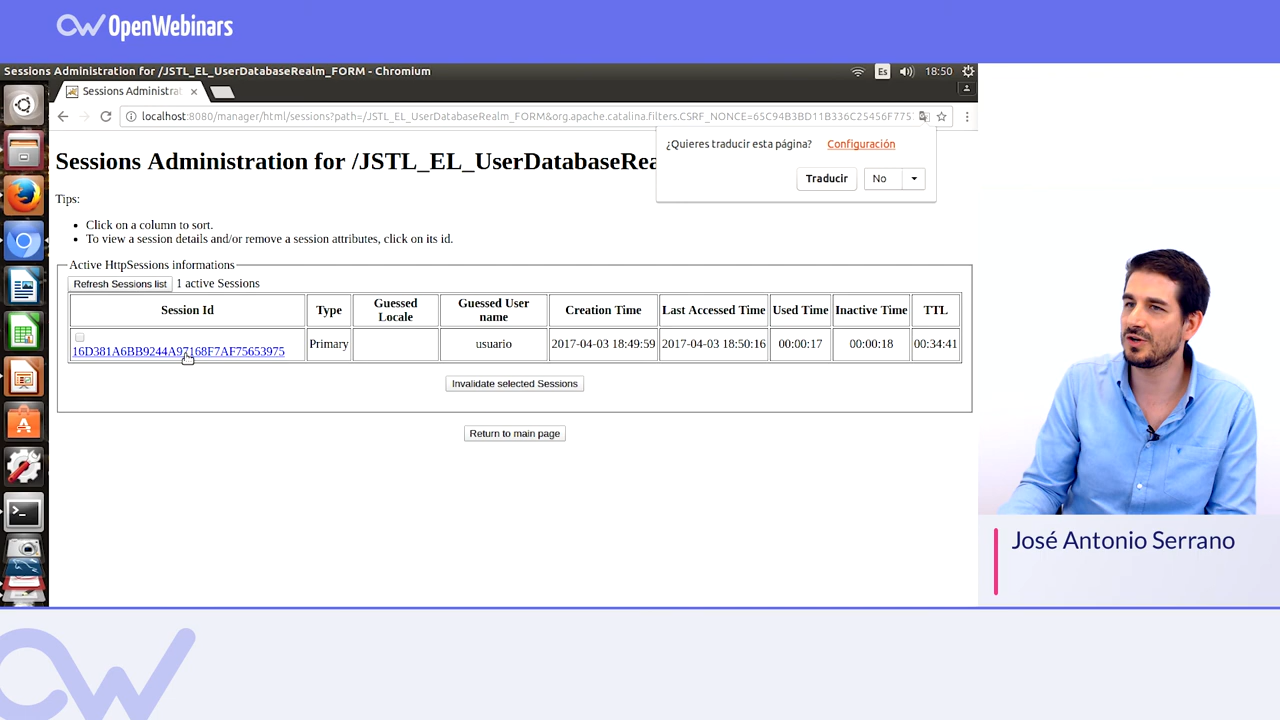 OpenWebinars
Sessions Administration for /JSTL_EL_UserDatabaseRealm_FORM - Chromium
Es
18:50
Sessions Administrat
localhost:8080/manager/html/sessions?path=/JSTL_EL_UserDatabaseRealm_FORM&org.apache.catalina.filters.CSRF_NONCE=65C94B3BD11B336C25456F775
¿Quieres traducir esta página? Configuración
Traducir No
Sessions Administration for /JSTL_EL_UserDatabaseRea
Tips:
Click on a column to sort.
To view a session details and/or remove a session attributes, click on its id.
Active HttpSessions informations
Refresh Sessions list 1 active Sessions
Session Id Type Guessed Locale Guessed User name Creation Time Last Accessed Time Used Time Inactive Time TTL
Primary usuario 2017-04-03 18:49:59 2017-04-03 18:50:16 00:00:17 00:00:18 00:34:41
Invalidate selected Sessions
Return to main page
José Antonio Serrano